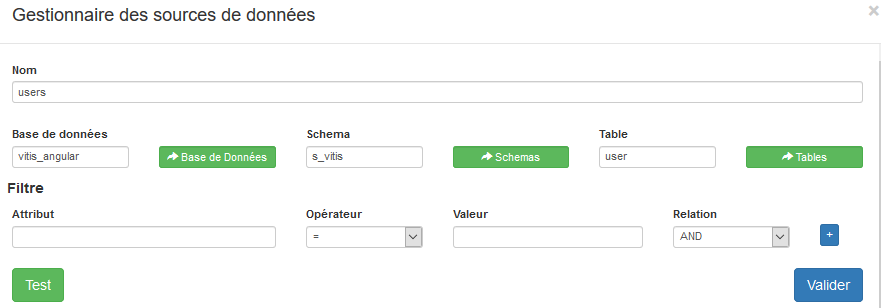 Gestionnaire des sources de données ×
Nom
users
Base de données Schema Table
vitis_angular Base de Données s_vitis Schemas user Tables
Filtre
Attribut Opérateur Valeur Relation
= AND +
Test Valider